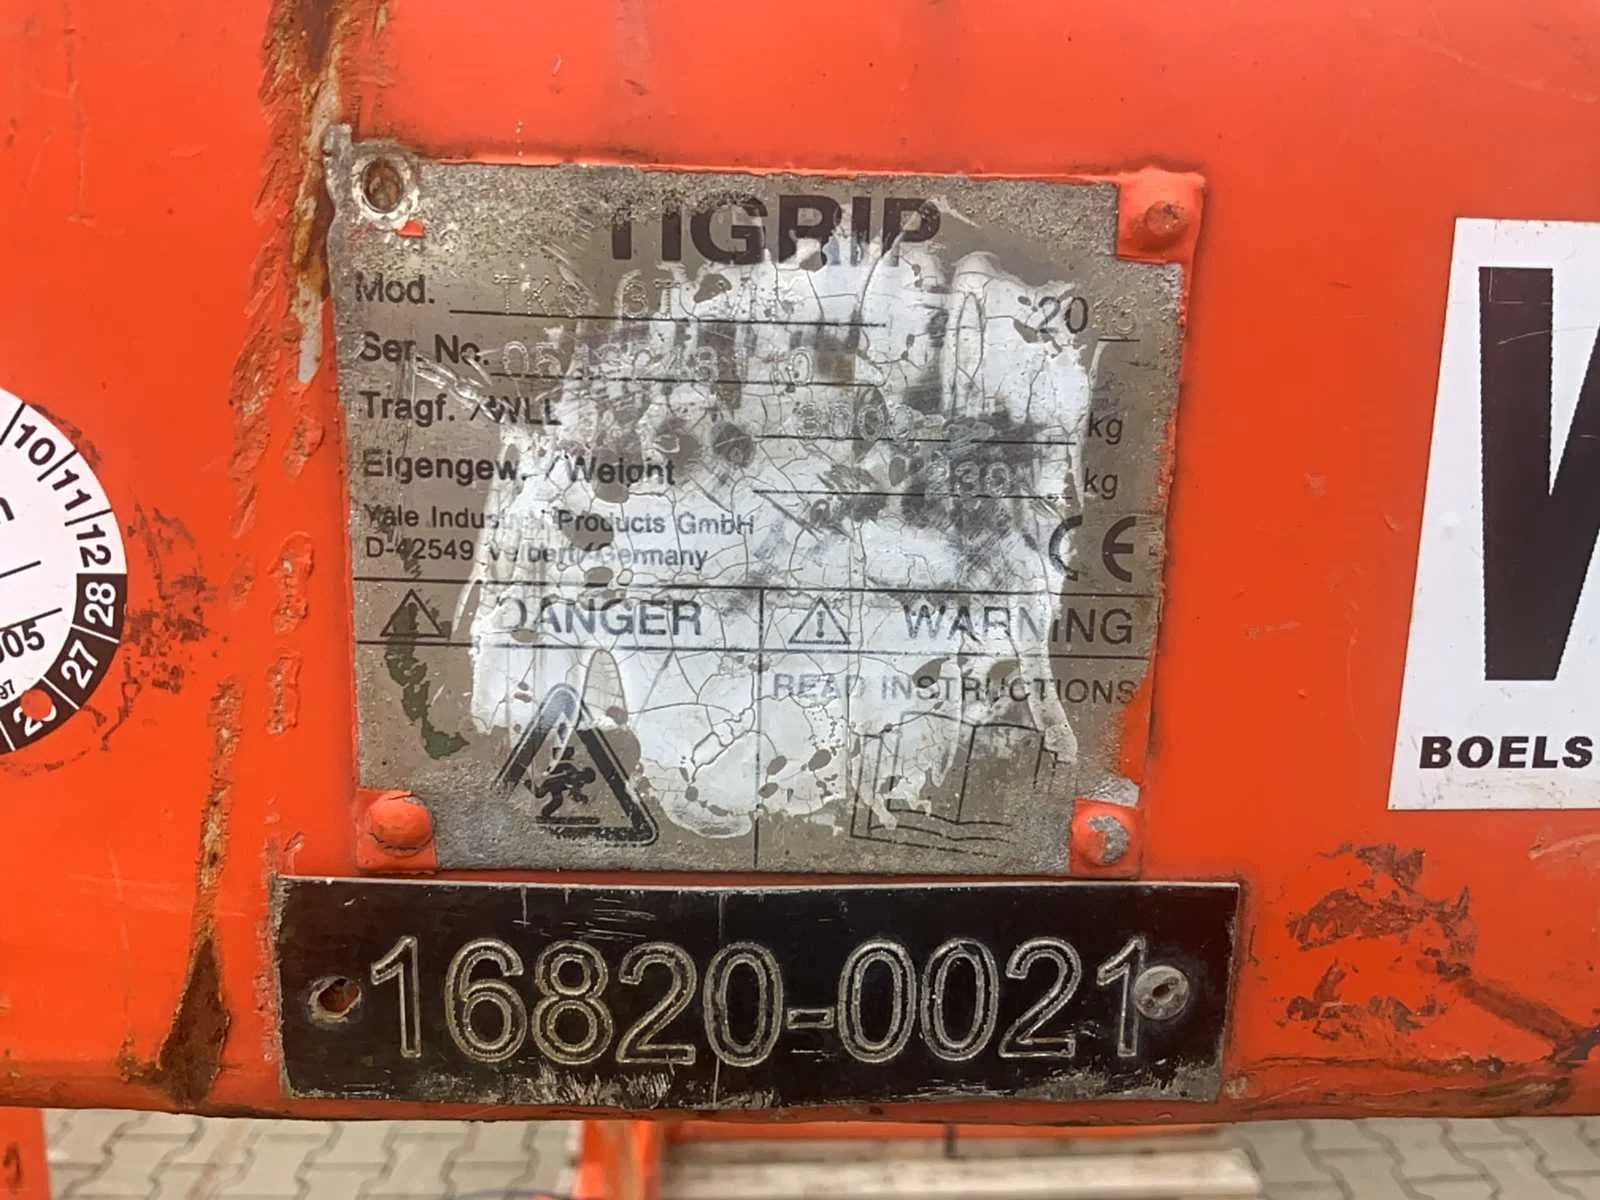 TIGRIP
Mod.
20 13
Ser. No.
Tragf. /WLL kg
Eigengew. /Weight kg
Yale Industrial Products GmbH
D-42549 Velbert/Germany
CE
DANGER WARNING
READ INSTRUCTIONS
16820-0021
10 11 12
28
27
BOELS